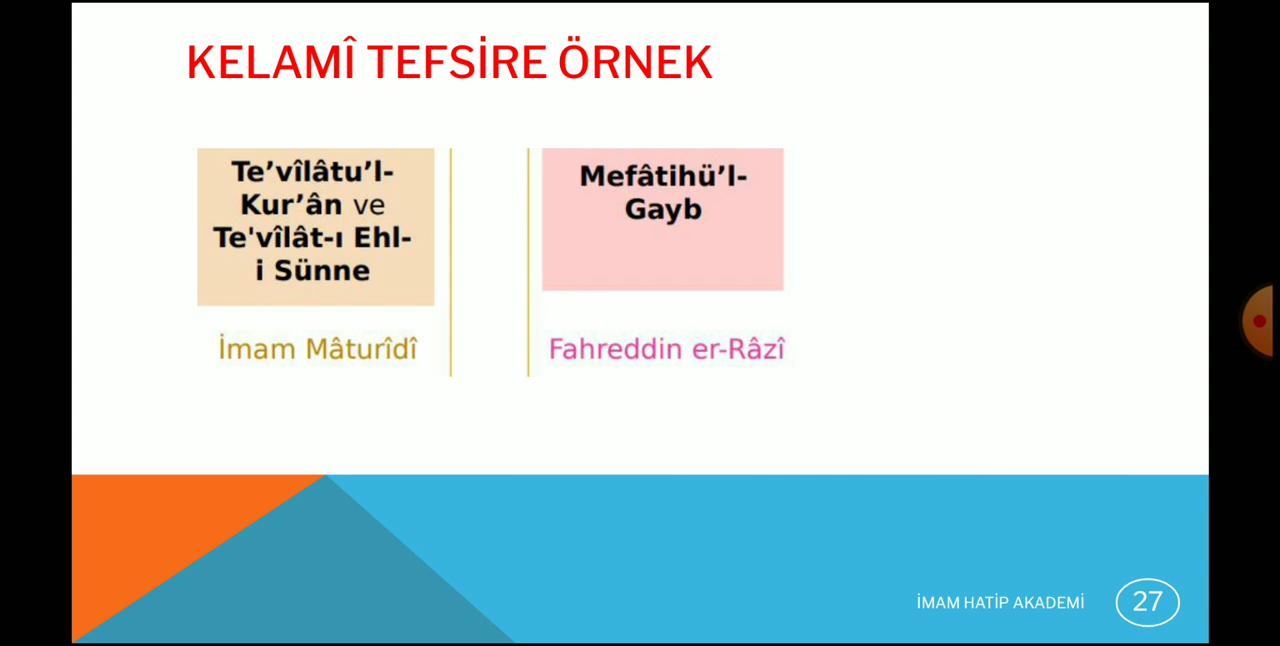 KELAMÎ TEFSİRE ÖRNEK
Te’vîlâtu’l-
Kur’ân ve
Te'vîlât-ı Ehl-
i Sünne
İmam Mâturîdî
Mefâtihü’l-
Gayb
Fahreddin er-Râzî
İMAM HATİP AKADEMİ
27